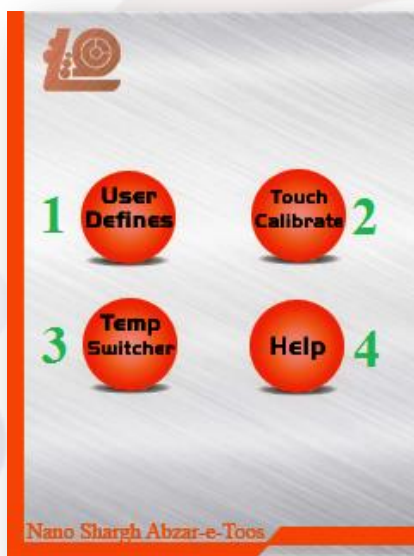 1
User
Defines
Touch
Calibrate
2
3
Temp
Switcher
Help
4
Nano Shargh Abzar-e-Toos